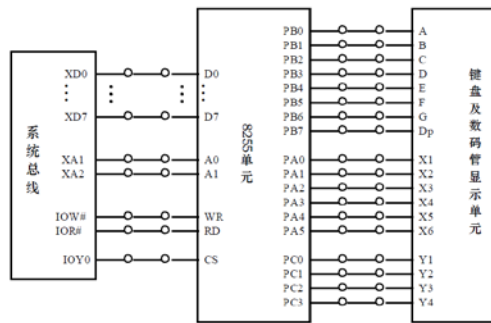 系统总线
XD0
XD7
XA1
XA2
IOW#
IOR#
IOY0
D0
D7
A0
A1
WR
RD
CS
8255单元
PB0
PB1
PB2
PB3
PB4
PB5
PB6
PB7
PA0
PA1
PA2
PA3
PA4
PA5
PC0
PC1
PC2
PC3
A
B
C
D
E
F
G
Dp
X1
X2
X3
X4
X5
X6
Y1
Y2
Y3
Y4
键盘及数码管显示单元